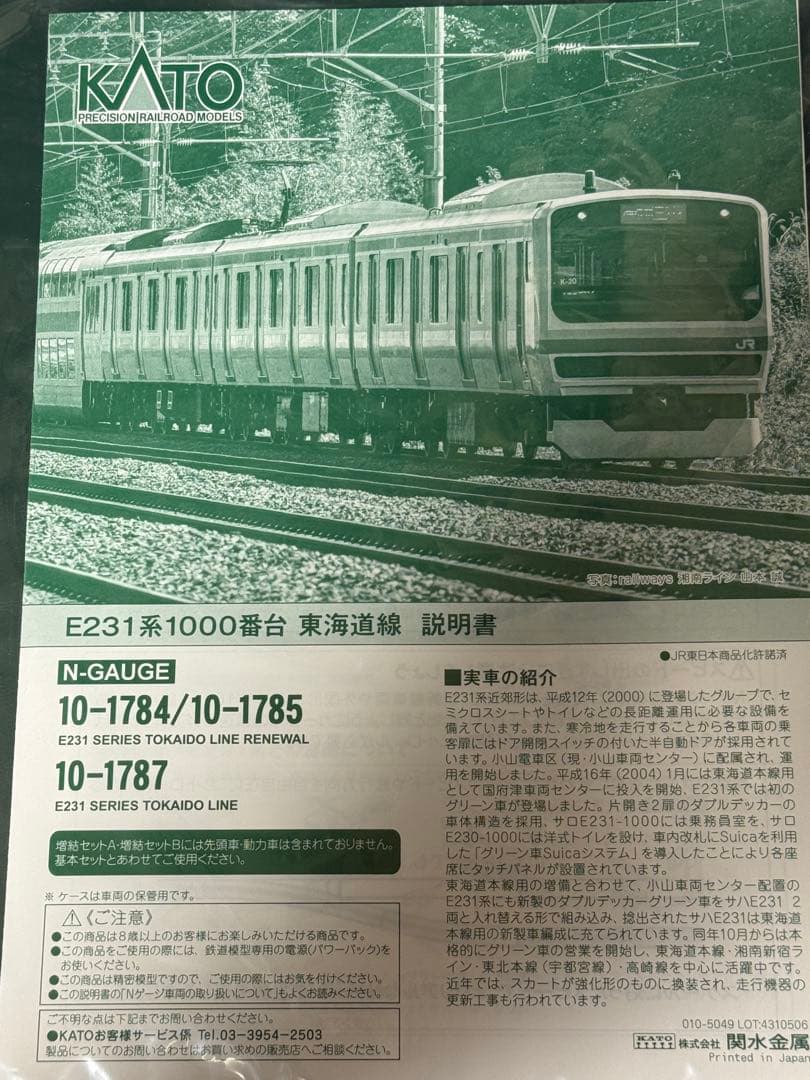 KATO
PRECISION RAILROAD MODELS
K-20
JR
写真:railways 湘南ライン 山本 誠
E231系1000番台 東海道線 説明書
●JR東日本商品化許諾済
N-GAUGE
10-1784/10-1785
E231 SERIES TOKAIDO LINE RENEWAL
10-1787
E231 SERIES TOKAIDO LINE
増結セットA・増結セットBには先頭車・動力車は含まれておりません。
基本セットとあわせてご使用ください。
※ ケースは車両の保管用です。
⚠《ご注意》
●この商品は8歳以上のお客様にお楽しみいただける商品です。
●この商品をご使用の際には、鉄道模型専用の電源(パワーパック)を
お使いください。
●この商品は精密模型ですので、ご使用の際にはお気を付けください。
●この説明書の「Nゲージ車両の取り扱いについて」もよくお読みください。
ご不明な点は下記までお問い合わせください。
●KATOお客様サービス係 Tel.03-3954-2503
製品についてのお問い合わせはお買い求めの販売店へご相談ください。
■実車の紹介
E231系近郊形は、平成12年(2000)に登場したグループで、セ
ミクロスシートやトイレなどの長距離運用に必要な設備を
備えています。また、寒冷地を走行することから各車両の乗
客扉にはドア開閉スイッチの付いた半自動ドアが採用されて
います。小山電車区(現・小山車両センター)に配属され、運
用を開始しました。平成16年(2004)1月には東海道本線用
として国府津車両センターに投入を開始、E231系では初の
グリーン車が登場しました。片開き2扉のダブルデッカーの
車体構造を採用、サロE231-1000には乗務員室を、サロ
E230-1000には洋式トイレを設け、車内改札にSuicaを利用
した「グリーン車Suicaシステム」を導入したことにより各座
席にタッチパネルが設置されています。
東海道本線用の増備と合わせて、小山車両センター配置の
E231系にも新製のダブルデッカーグリーン車をサハE231 2
両と入れ替える形で組み込み、捻出されたサハE231は東海道
本線用の新製車編成に充てられています。同年10月からは本
格的にグリーン車の営業を開始し、東海道本線・湘南新宿ラ
イン・東北本線(宇都宮線)・高崎線を中心に活躍中です。
近年では、スカートが強化形のものに換装され、走行機器の
更新工事も行われています。
010-5049 LOT:4310506
KATO 株式会社 関水金属
Printed in Japan